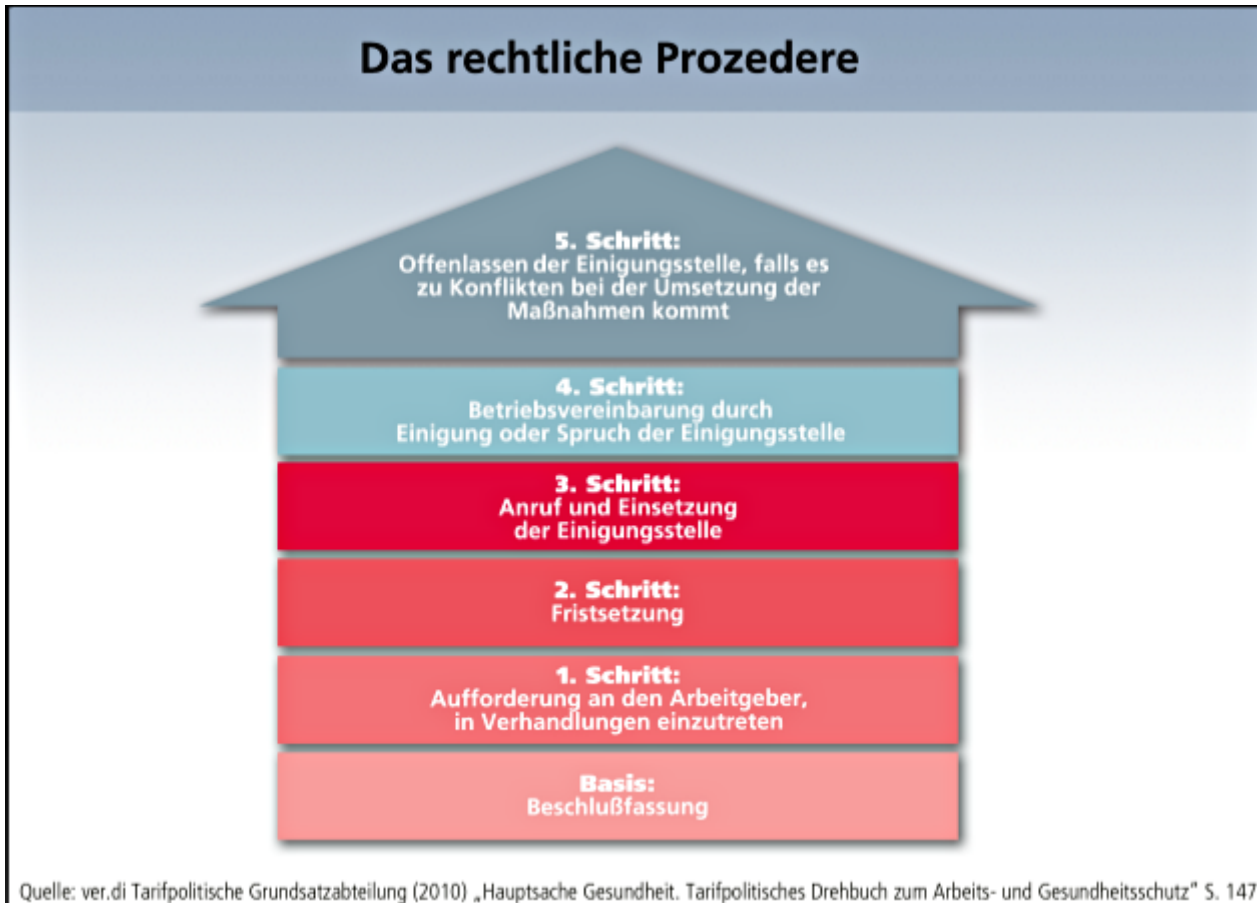 Das rechtliche Prozedere
5. Schritt:
Offenlassen der Einigungsstelle, falls es
zu Konflikten bei der Umsetzung der
Maßnahmen kommt
4. Schritt:
Betriebsvereinbarung durch
Einigung oder Spruch der Einigungsstelle
3. Schritt:
Anruf und Einsetzung
der Einigungsstelle
2. Schritt:
Fristsetzung
1. Schritt:
Aufforderung an den Arbeitgeber,
in Verhandlungen einzutreten
Basis:
Beschlußfassung
Quelle: ver.di Tarifpolitische Grundsatzabteilung (2010) „Hauptsache Gesundheit. Tarifpolitisches Drehbuch zum Arbeits- und Gesundheitsschutz" S. 147